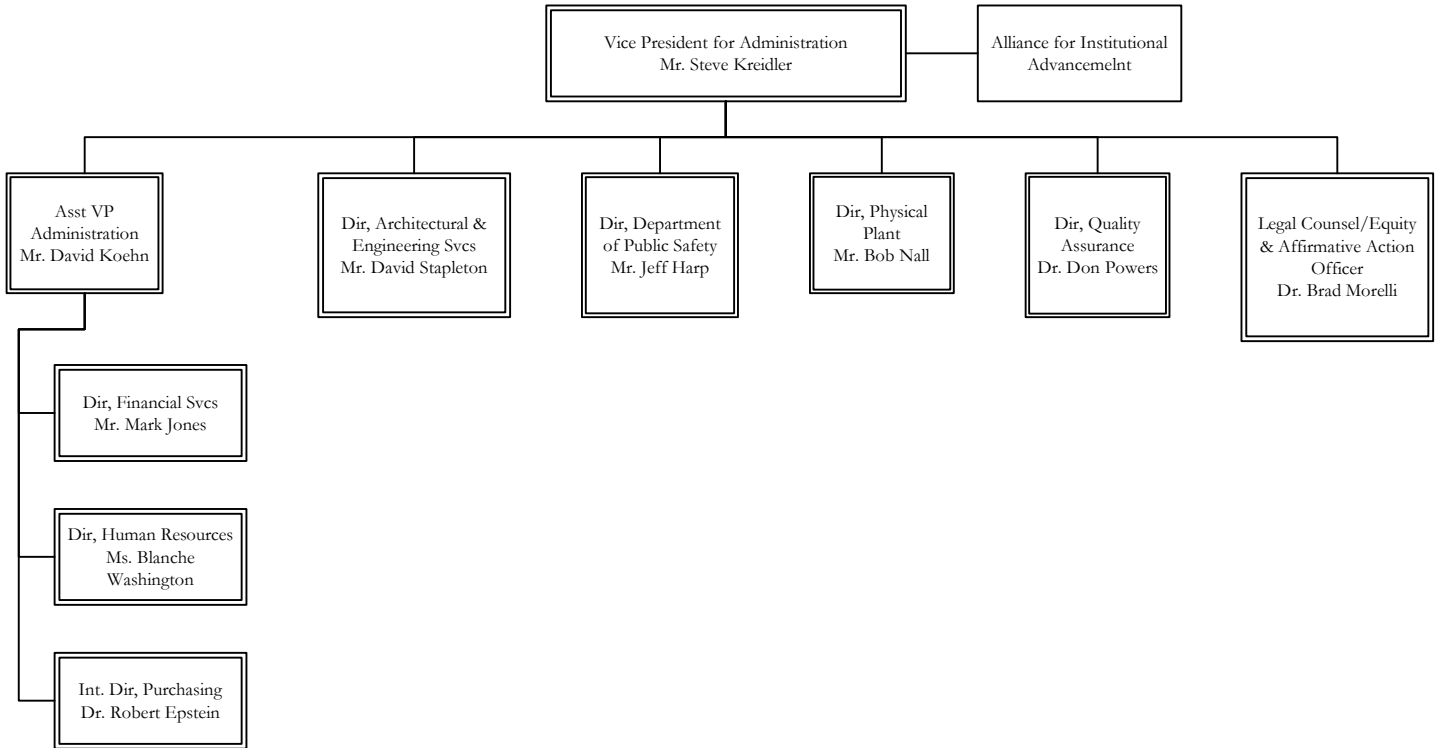 Vice President for Administration
Mr. Steve Kreidler
Alliance for Institutional
Advancemelnt
Asst VP
Administration
Mr. David Koehn
Dir, Architectural &
Engineering Svcs
Mr. David Stapleton
Dir, Department
of Public Safety
Mr. Jeff Harp
Dir, Physical
Plant
Mr. Bob Nall
Dir, Quality
Assurance
Dr. Don Powers
Legal Counsel/Equity
& Affirmative Action
Officer
Dr. Brad Morelli
Dir, Financial Svcs
Mr. Mark Jones
Dir, Human Resources
Ms. Blanche
Washington
Int. Dir, Purchasing
Dr. Robert Epstein